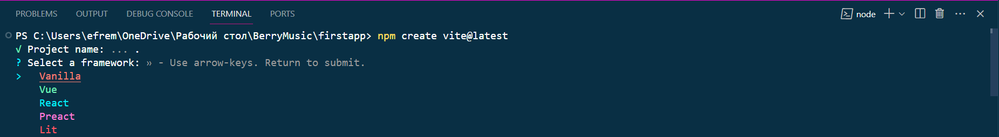 PROBLEMS OUTPUT DEBUG CONSOLE TERMINAL PORTS node
PS C:\Users\efrem\OneDrive\Рабочий стол\BerryMusic\firstapp> npm create vite@latest
√ Project name: ... .
? Select a framework: » - Use arrow-keys. Return to submit.
> Vanilla
Vue
React
Preact
Lit